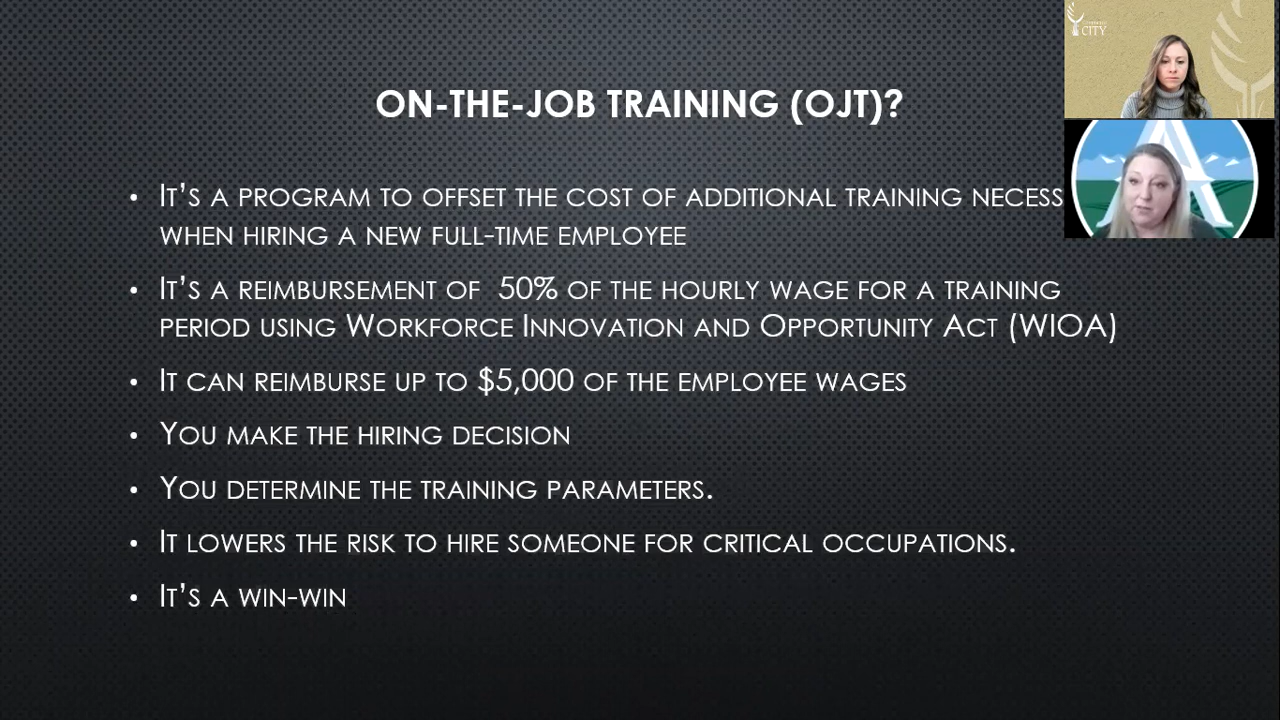 ON-THE-JOB TRAINING (OJT)?
• IT'S A PROGRAM TO OFFSET THE COST OF ADDITIONAL TRAINING
WHEN HIRING A NEW FULL-TIME EMPLOYEE
• IT'S A REIMBURSEMENT OF 50% OF THE HOURLY WAGE FOR A TRAINING
PERIOD USING WORKFORCE INNOVATION AND OPPORTUNITY ACT (WIOA)
• IT CAN REIMBURSE UP TO $5,000 OF THE EMPLOYEE WAGES
• YOU MAKE THE HIRING DECISION
• YOU DETERMINE THE TRAINING PARAMETERS.
• IT LOWERS THE RISK TO HIRE SOMEONE FOR CRITICAL OCCUPATIONS.
• IT'S A WIN-WIN
CITY
A